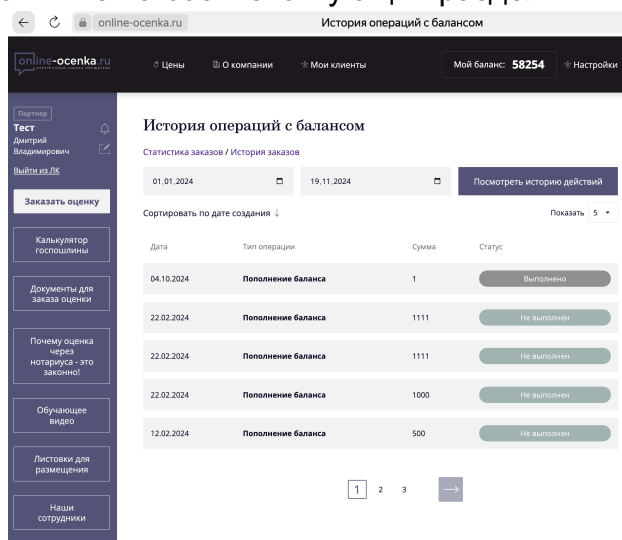 online-ocenka.ru История операций с балансом
online-ocenka.ru
Цены О компании Мои клиенты Мой баланс: 58254 Настройки
Партнер
Тест
Дмитрий
Владимирович
Выйти из ЛК
Заказать оценку
Калькулятор
госпошлины
Документы для
заказа оценки
Почему оценка
через
нотариуса - это
законно!
Обучающее
видео
Листовки для
размещения
Наши
сотрудники
История операций с балансом
Статистика заказов / История заказов
01.01.2024 19.11.2024 Посмотреть историю действий
Сортировать по дате создания ↓ Показать 5
Дата Тип операции Сумма Статус
04.10.2024 Пополнение баланса 1 Выполнено
22.02.2024 Пополнение баланса 1111 Не выполнен
22.02.2024 Пополнение баланса 1111 Не выполнен
22.02.2024 Пополнение баланса 1000 Не выполнен
12.02.2024 Пополнение баланса 500 Не выполнен
1 2 3 →